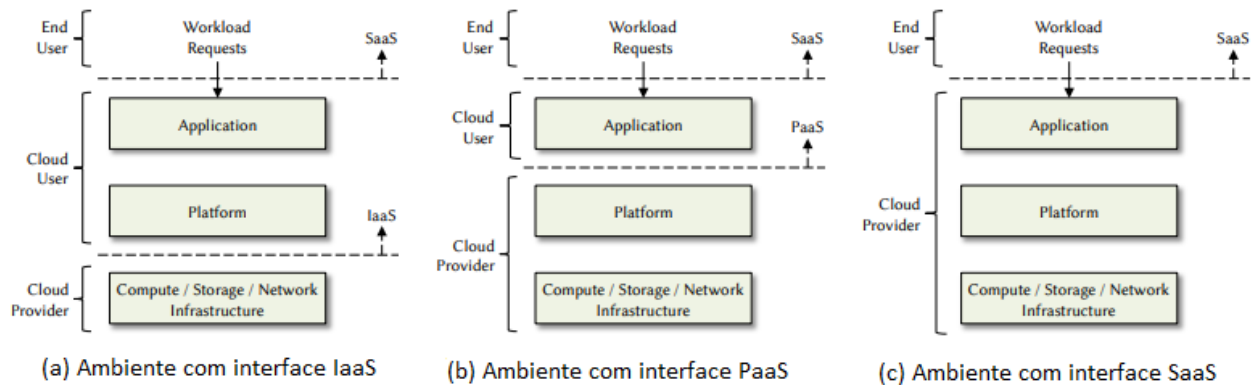 End
User
Workload
Requests
SaaS
Cloud
User
Application
Platform
IaaS
Cloud
Provider
Compute / Storage / Network
Infrastructure
(a) Ambiente com interface IaaS
End
User
Workload
Requests
SaaS
Cloud
User
Application
PaaS
Cloud
Provider
Platform
Compute / Storage / Network
Infrastructure
(b) Ambiente com interface PaaS
End
User
Workload
Requests
SaaS
Application
Cloud
Provider
Platform
Compute / Storage / Network
Infrastructure
(c) Ambiente com interface SaaS